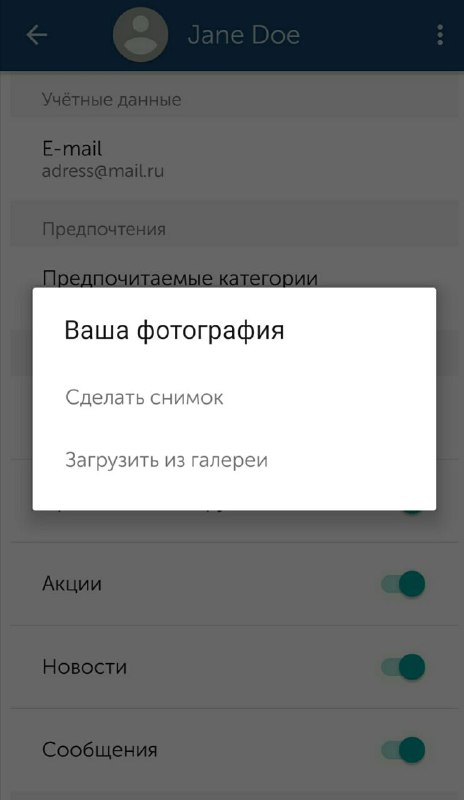 Jane Doe
Учётные данные
E-mail
adress@mail.ru
Предпочтения
Предпочитаемые категории
Ваша фотография
Сделать снимок
Загрузить из галереи
Акции
Новости
Сообщения